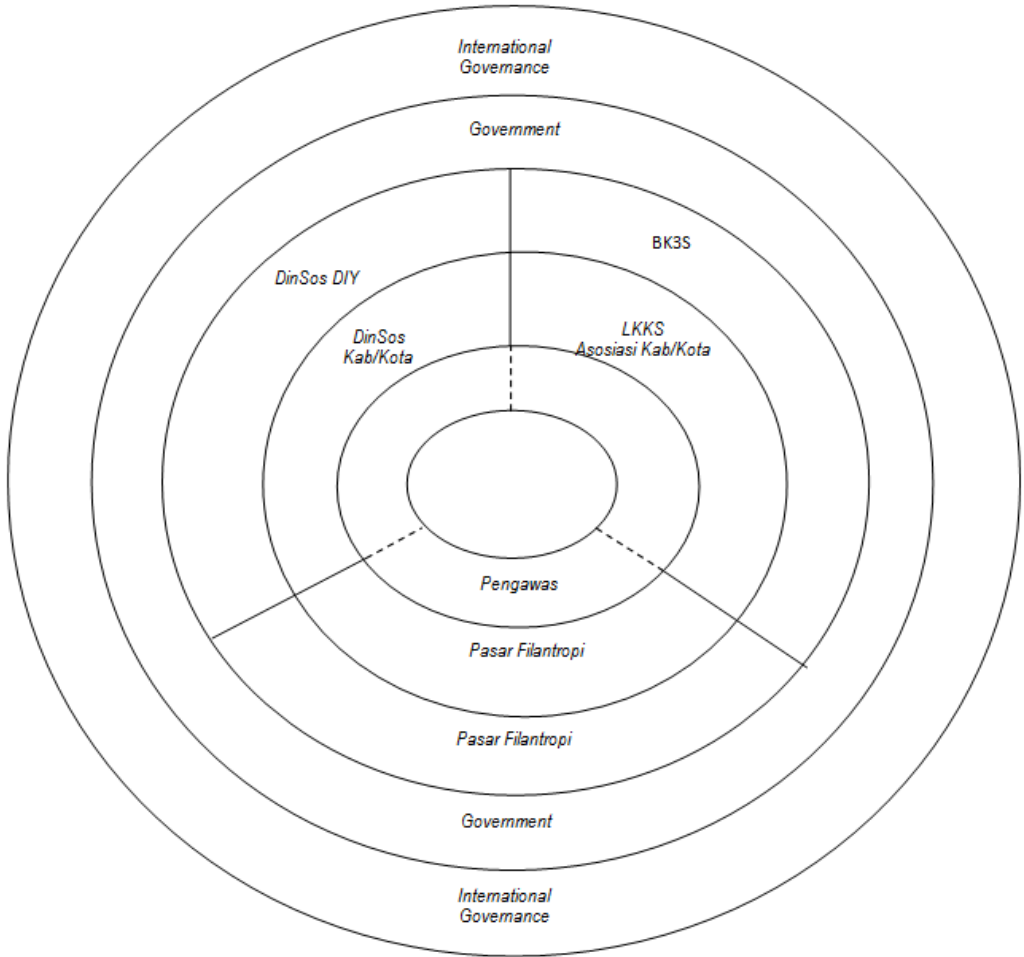 International
Governance
Government
BK3S
DinSos DIY
DinSos
Kab/Kota
LKKS
Asosiasi Kab/Kota
Pengawas
Pasar Filantropi
Pasar Filantropi
Government
International
Governance